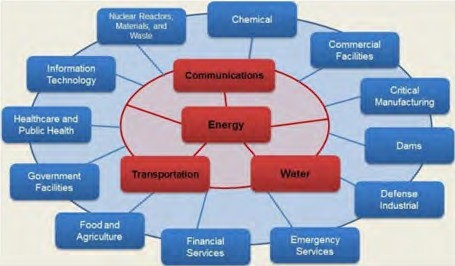 Nuclear Reactors,
Materials, and
Waste
Chemical
Commercial
Facilities
Information
Technology
Communications
Critical
Manufacturing
Healthcare and
Public Health
Energy
Dams
Government
Facilities
Transportation
Water
Defense
Industrial
Food and
Agriculture
Financial
Services
Emergency
Services